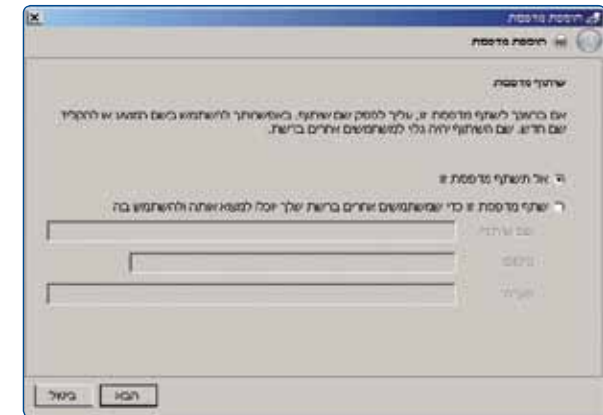 הוספת מדפסת
הוספת מדפסת
שיתוף מדפסת
אם ברצונך לשתף מדפסת זו, עליך לספק שם שיתוף. באפשרותך להשתמש בשם המוצע או להקליד
שם חדש. שם השיתוף יהיה גלוי למשתמשים אחרים ברשת.
אל תשתף מדפסת זו
שתף מדפסת זו כדי שמשתמשים אחרים ברשת שלך יוכלו למצוא אותה ולהשתמש בה
שם שיתוף:
מיקום:
הערה:
הבא
ביטול